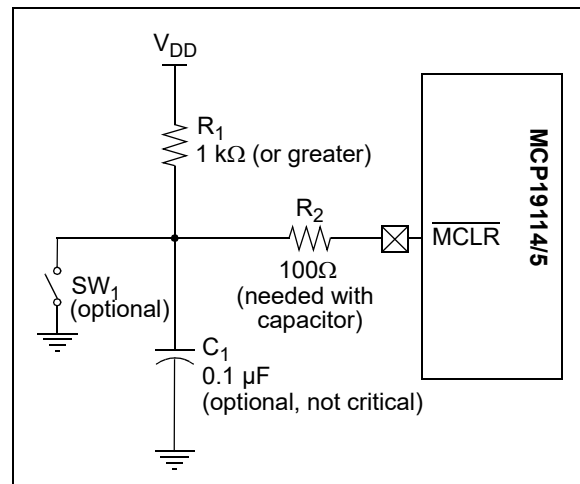 V_DD
R₁
1 kΩ (or greater)
R₂
MCLR
100Ω
(needed with
capacitor)
SW₁
(optional)
C₁
0.1 µF
(optional, not critical)
MCP19114/5